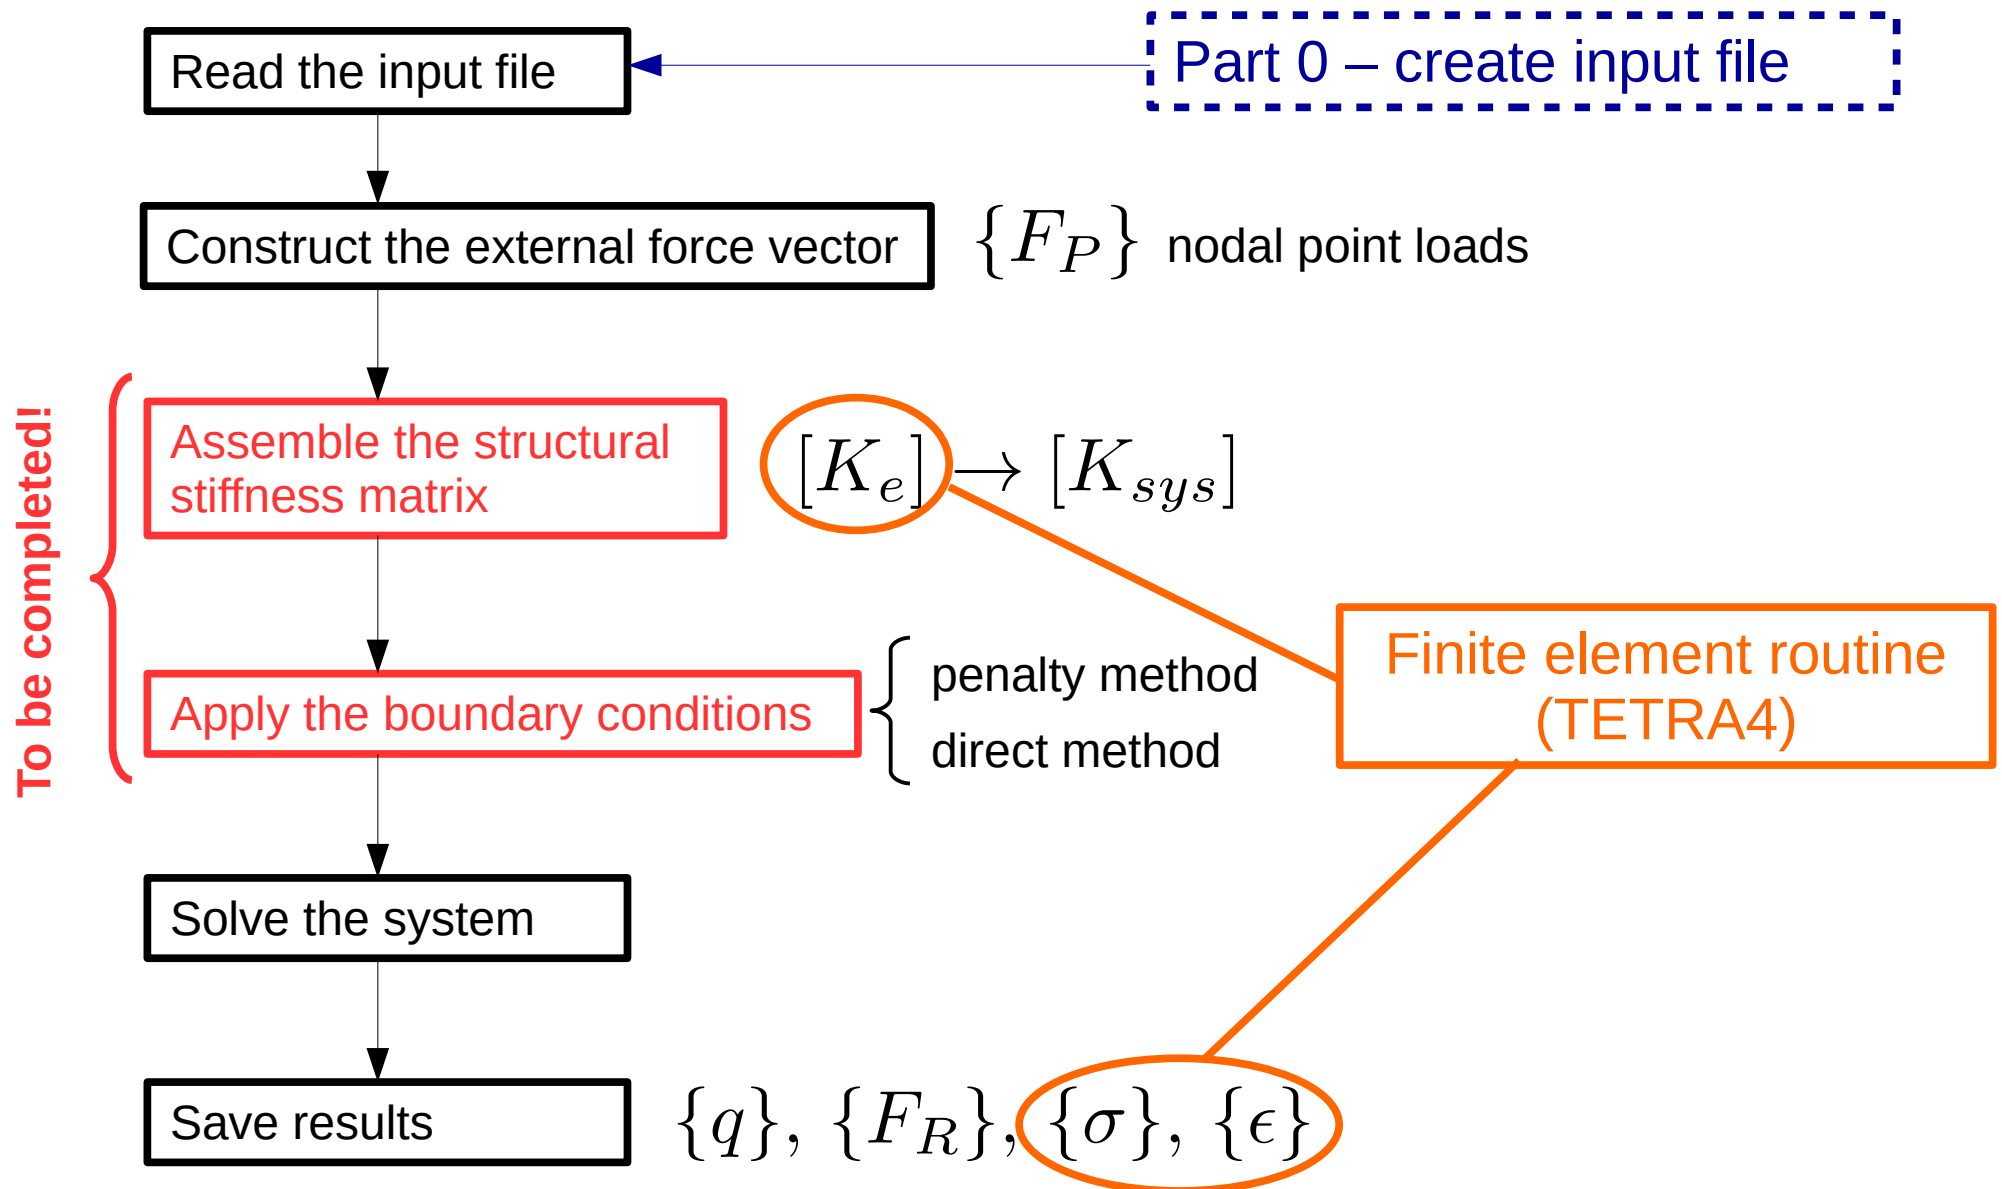 Read the input file
Part 0 – create input file
Construct the external force vector
{F_P} nodal point loads
To be completed!
Assemble the structural
stiffness matrix
[K_e] → [K_{sys}]
Apply the boundary conditions
penalty method
direct method
Finite element routine
(TETRA4)
Solve the system
Save results
{q}, {F_R}, {σ}, {ϵ}